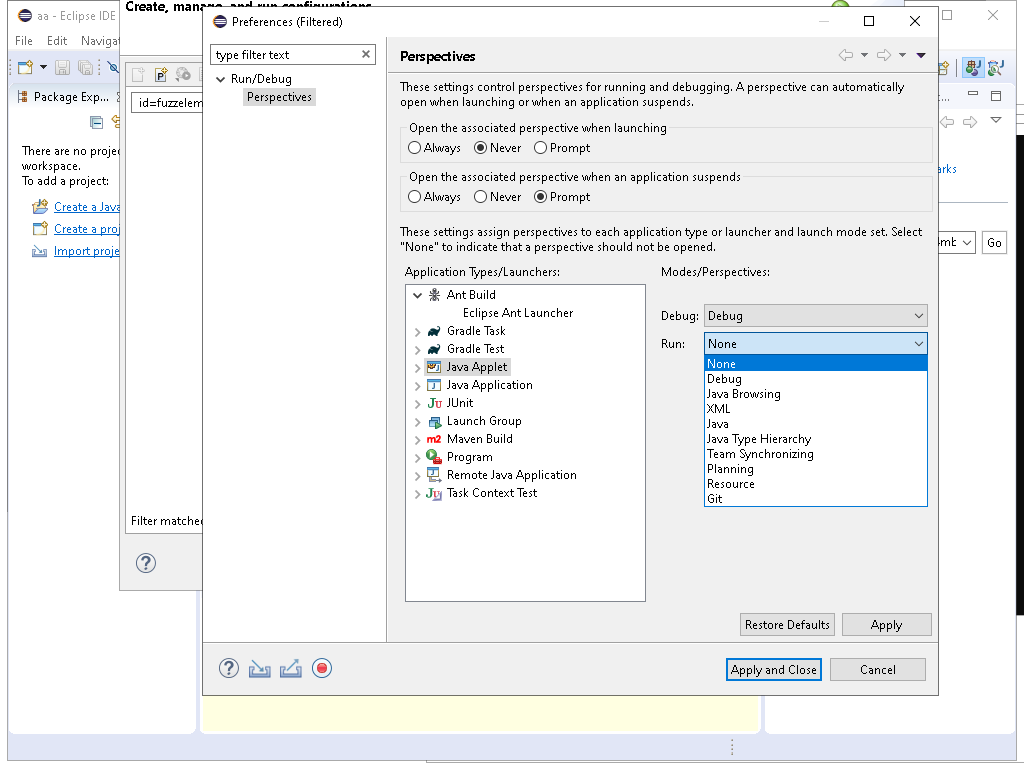 aa - Eclipse IDE
Create, manage, and run configurations
File Edit Navigat
Package Exp...
There are no proje
workspace.
To add a project:
Create a Java
Create a proj
Import proje
id=fuzzelem
Filter matched
Preferences (Filtered)
type filter text
Run/Debug
Perspectives
Perspectives
These settings control perspectives for running and debugging. A perspective can automatically
open when launching or when an application suspends.
Open the associated perspective when launching
Always Never Prompt
Open the associated perspective when an application suspends
Always Never Prompt
These settings assign perspectives to each application type or launcher and launch mode set. Select
"None" to indicate that a perspective should not be opened.
Application Types/Launchers:
Ant Build
Eclipse Ant Launcher
Gradle Task
Gradle Test
Java Applet
Java Application
JUnit
Launch Group
m2 Maven Build
Program
Remote Java Application
Task Context Test
Modes/Perspectives:
Debug: Debug
Run: None
None
Debug
Java Browsing
XML
Java
Java Type Hierarchy
Team Synchronizing
Planning
Resource
Git
Restore Defaults Apply
Apply and Close Cancel
arks
Go